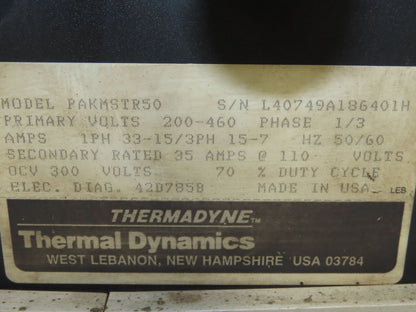 MODEL PAKMSTR50 S/N L40749A186401H
PRIMARY VOLTS 200-460 PHASE 1/3
AMPS 1PH 33-15/3PH 15-7 HZ 50/60
SECONDARY RATED 35 AMPS @ 110 VOLTS
OCV 300 VOLTS 70 % DUTY CYCLE
ELEC. DIAG. 42D785B MADE IN USA LEB
THERMADYNE™
Thermal Dynamics
WEST LEBANON, NEW HAMPSHIRE USA 03784